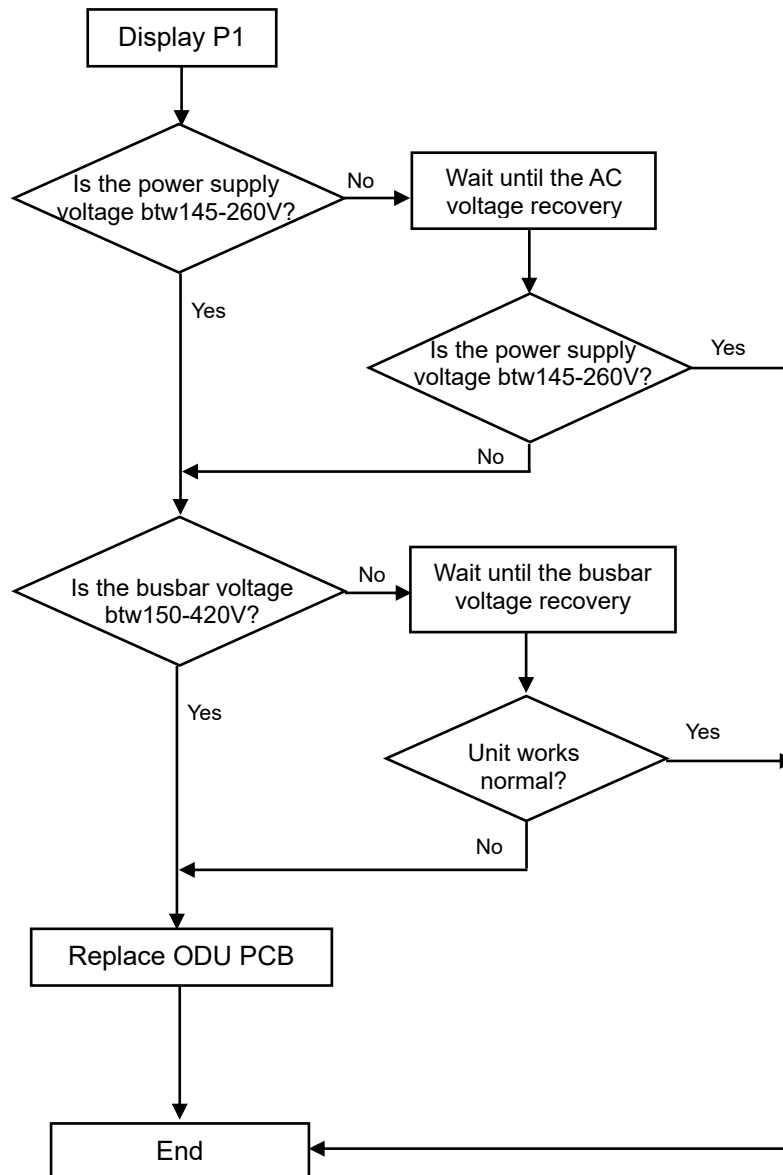 Display P1
Is the power supply
voltage btw145-260V?
No
Wait until the AC
voltage recovery
Yes
Is the power supply
voltage btw145-260V?
Yes
No
Is the busbar voltage
btw150-420V?
No
Wait until the busbar
voltage recovery
Yes
Unit works
normal?
Yes
No
Replace ODU PCB
End